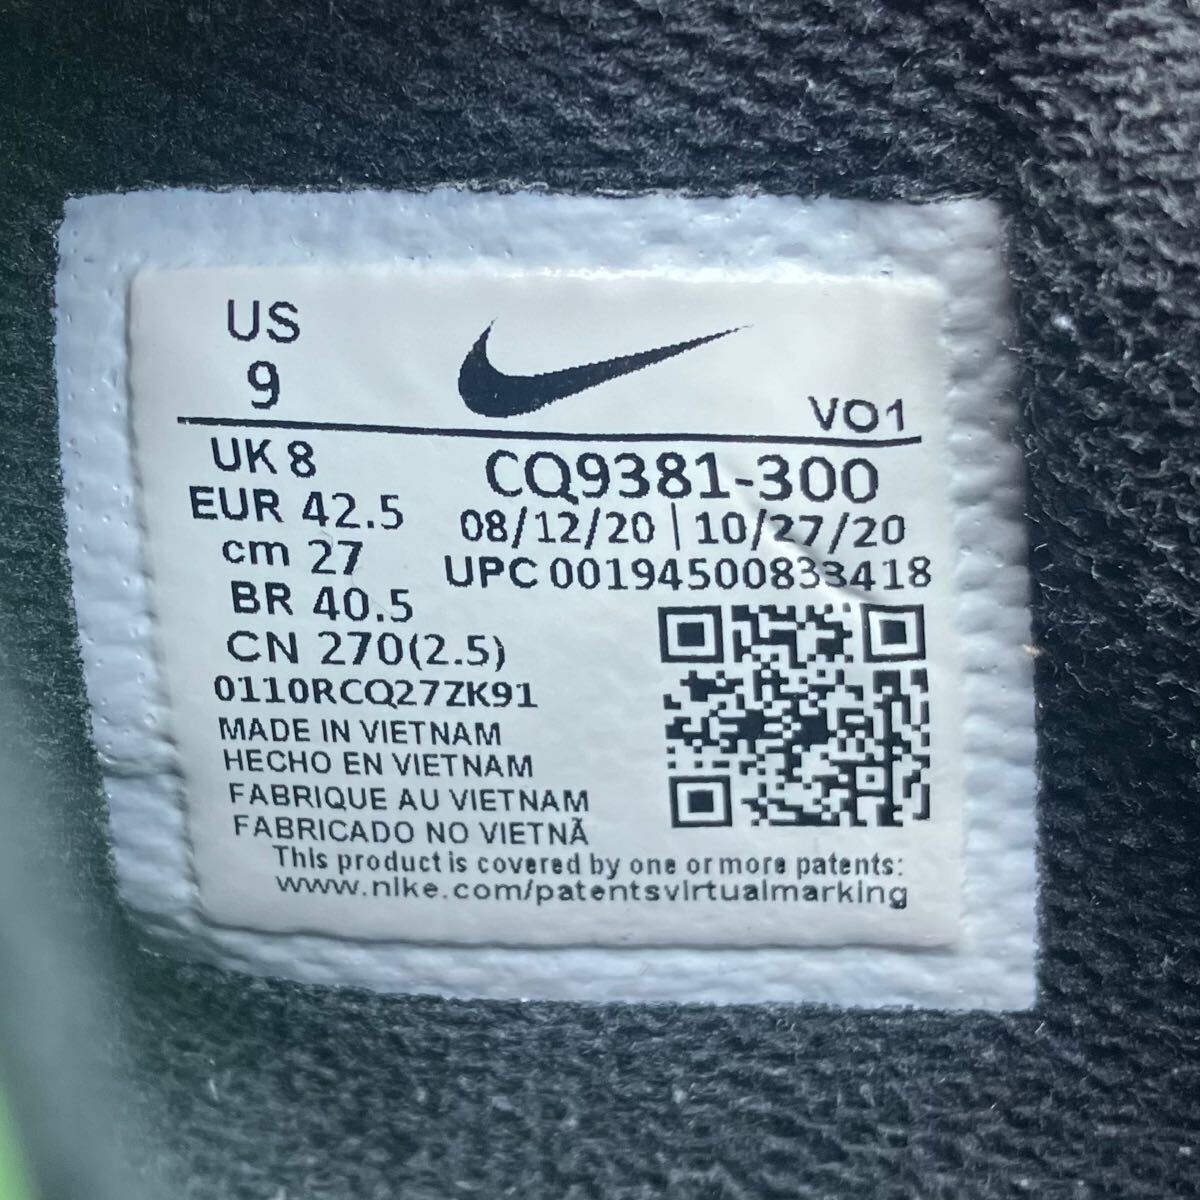 US
9
VO1
UK 8
CQ9381-300
EUR 42.5
08/12/20 | 10/27/20
cm 27
UPC 00194500833418
BR 40.5
CN 270(2.5)
0110RCQ27ZK91
MADE IN VIETNAM
HECHO EN VIETNAM
FABRIQUE AU VIETNAM
FABRICADO NO VIETNÃ
This product is covered by one or more patents:
www.nike.com/patentsvirtualmarking